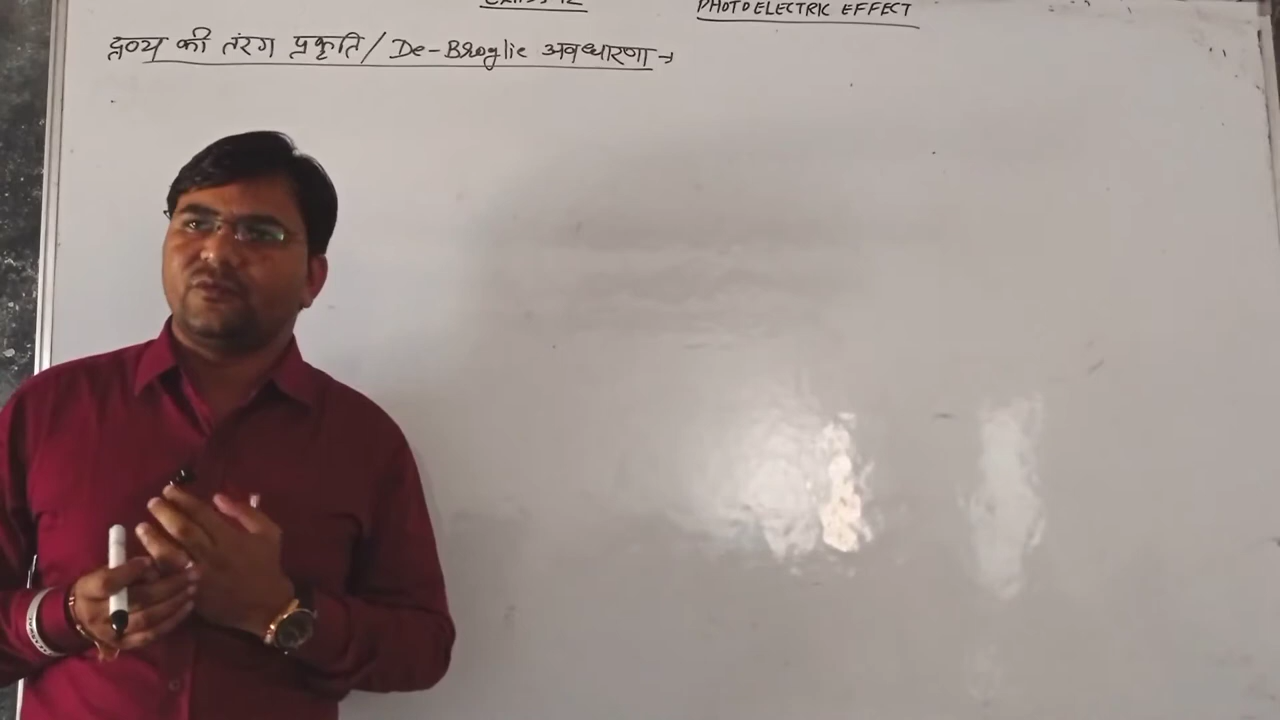 PHOTOELECTRIC EFFECT
द्रव्य की तरंग प्रकृति / De-Broglie अवधारणा →